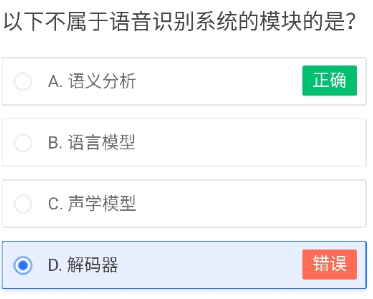 以下不属于语音识别系统的模块的是?
A. 语义分析 正确
B. 语言模型
C. 声学模型
D. 解码器 错误